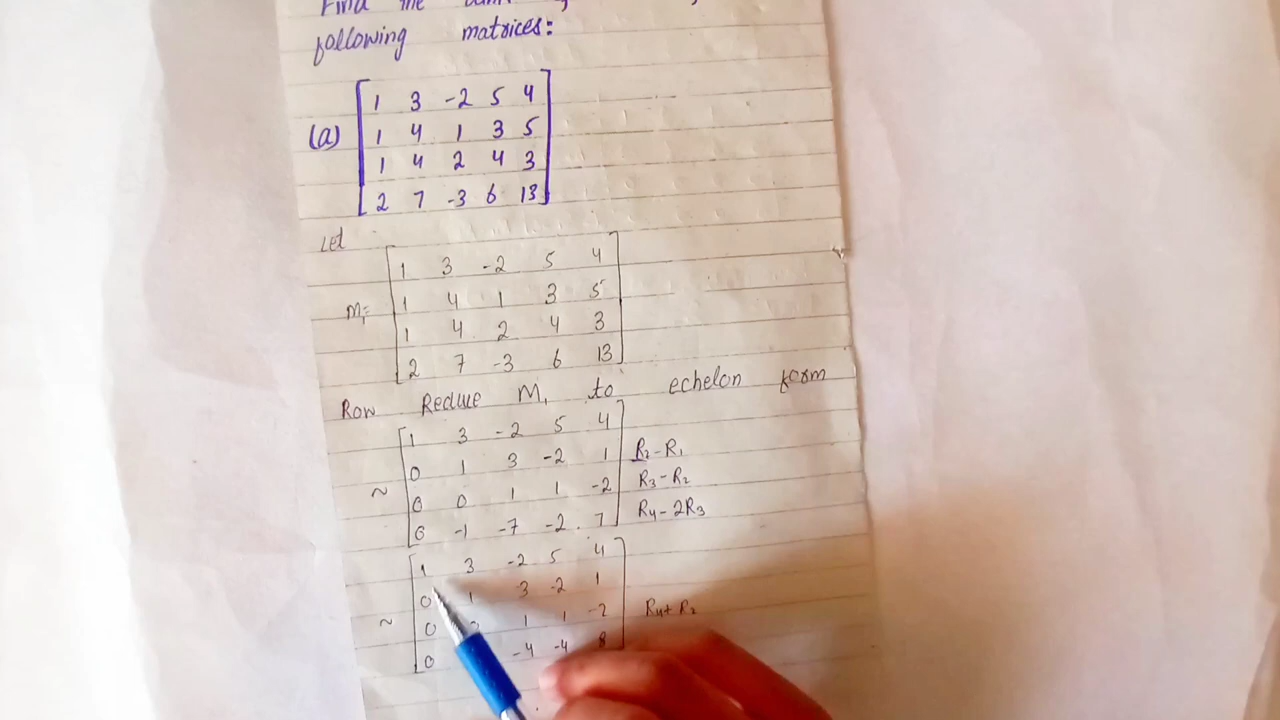 Find the
following matrices:
(a) [1 3 -2 5 4
1 4 1 3 5
1 4 2 4 3
2 7 -3 6 13]
Let
M₁= [1 3 -2 5 4
1 4 1 3 5
1 4 2 4 3
2 7 -3 6 13]
Row Reduce M₁ to echelon form
~ [1 3 -2 5 4
0 1 3 -2 1] R₂-R₁
0 0 1 1 -2 R₃-R₂
0 -1 -7 -2 7 R₄-2R₃
~ [1 3 -2 5 4
0 1 3 -2 1
0 1 1 -2 R₄+R₂
0 -4 -4 8]